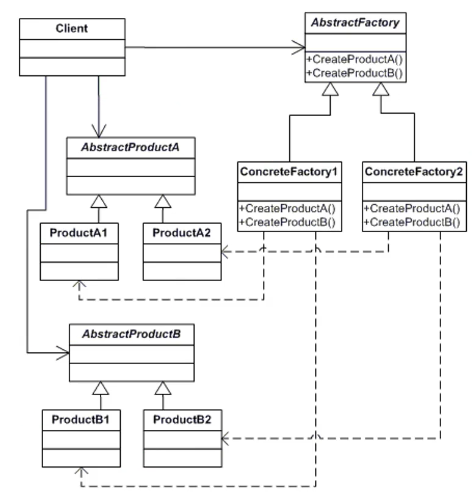 Client
AbstractFactory
+CreateProductA()
+CreateProductB()
AbstractProductA
ConcreteFactory1
ConcreteFactory2
+CreateProductA()
+CreateProductB()
+CreateProductA()
+CreateProductB()
ProductA1
ProductA2
AbstractProductB
ProductB1
ProductB2